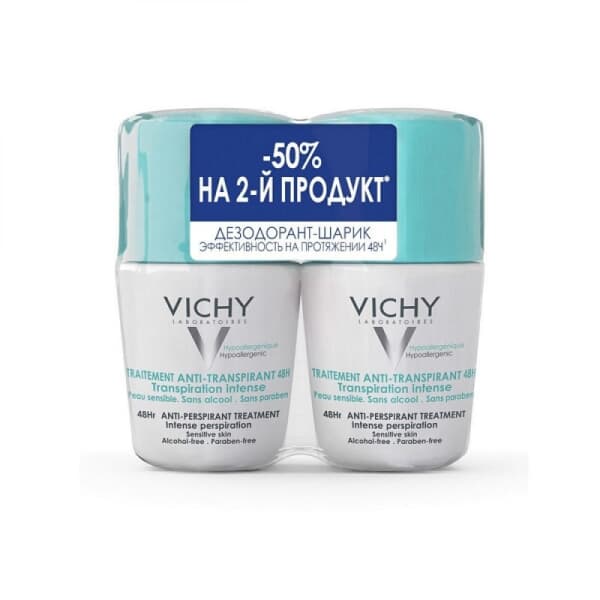 -50%
НА 2-Й ПРОДУКТ*
ДЕЗОДОРАНТ-ШАРИК
ЭФФЕКТИВНОСТЬ НА ПРОТЯЖЕНИИ 48Ч¹
VICHY
LABORATOIRES
Hypoallergénique
Hypoallergenic
TRAITEMENT ANTI-TRANSPIRANT 48H
Transpiration intense
Peau sensible. Sans alcool. Sans paraben
48Hr ANTI-PERSPIRANT TREATMENT
Intense perspiration
Sensitive skin
Alcohol-free. Paraben-free
VICHY
LABORATOIRES
Hypoallergénique
Hypoallergenic
TRAITEMENT ANTI-TRANSPIRANT 48H
Transpiration intense
Peau sensible. Sans alcool. Sans paraben
48Hr ANTI-PERSPIRANT TREATMENT
Intense perspiration
Sensitive skin
Alcohol-free. Paraben-free